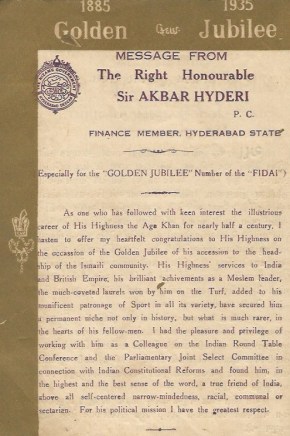 1885 1935
Golden Jubilee
MESSAGE FROM
The Right Honourable
Sir AKBAR HYDERI
P. C.
FINANCE MEMBER, HYDERABAD STATE
Especially for the "GOLDEN JUBILEE" Number of the "FIDAI")
As one who has followed with keen interest the illustrious
career of His Highness the Aga Khan for nearly half a century, I
hasten to offer my heartfelt congratulations to His Highness on
the occassion of the Golden Jubilee of his accession to the head-
ship of the Ismaili community. His Highness' services to India
and British Empire, his brilliant achievments as a Meslem leader,
the much-coveted laurels won by him on the Turf, added to his
munificent patronage of Sport in all its variety, have secured him
a permanent niche not only in history, but what is much rarer, in
the hearts of his fellow-men. I had the pleasure and privilege of
working with him as a Colleague on the Indian Round Table
Conference and the Parliamentary Joint Select Committee in
connection with Indian Constitutional Reforms and found him, in
the highest and the best sense of the word, a true friend of India,
above all self-centered narrow-mindedness, racial, communal or
sectarian. For his political mission I have the greatest respect.